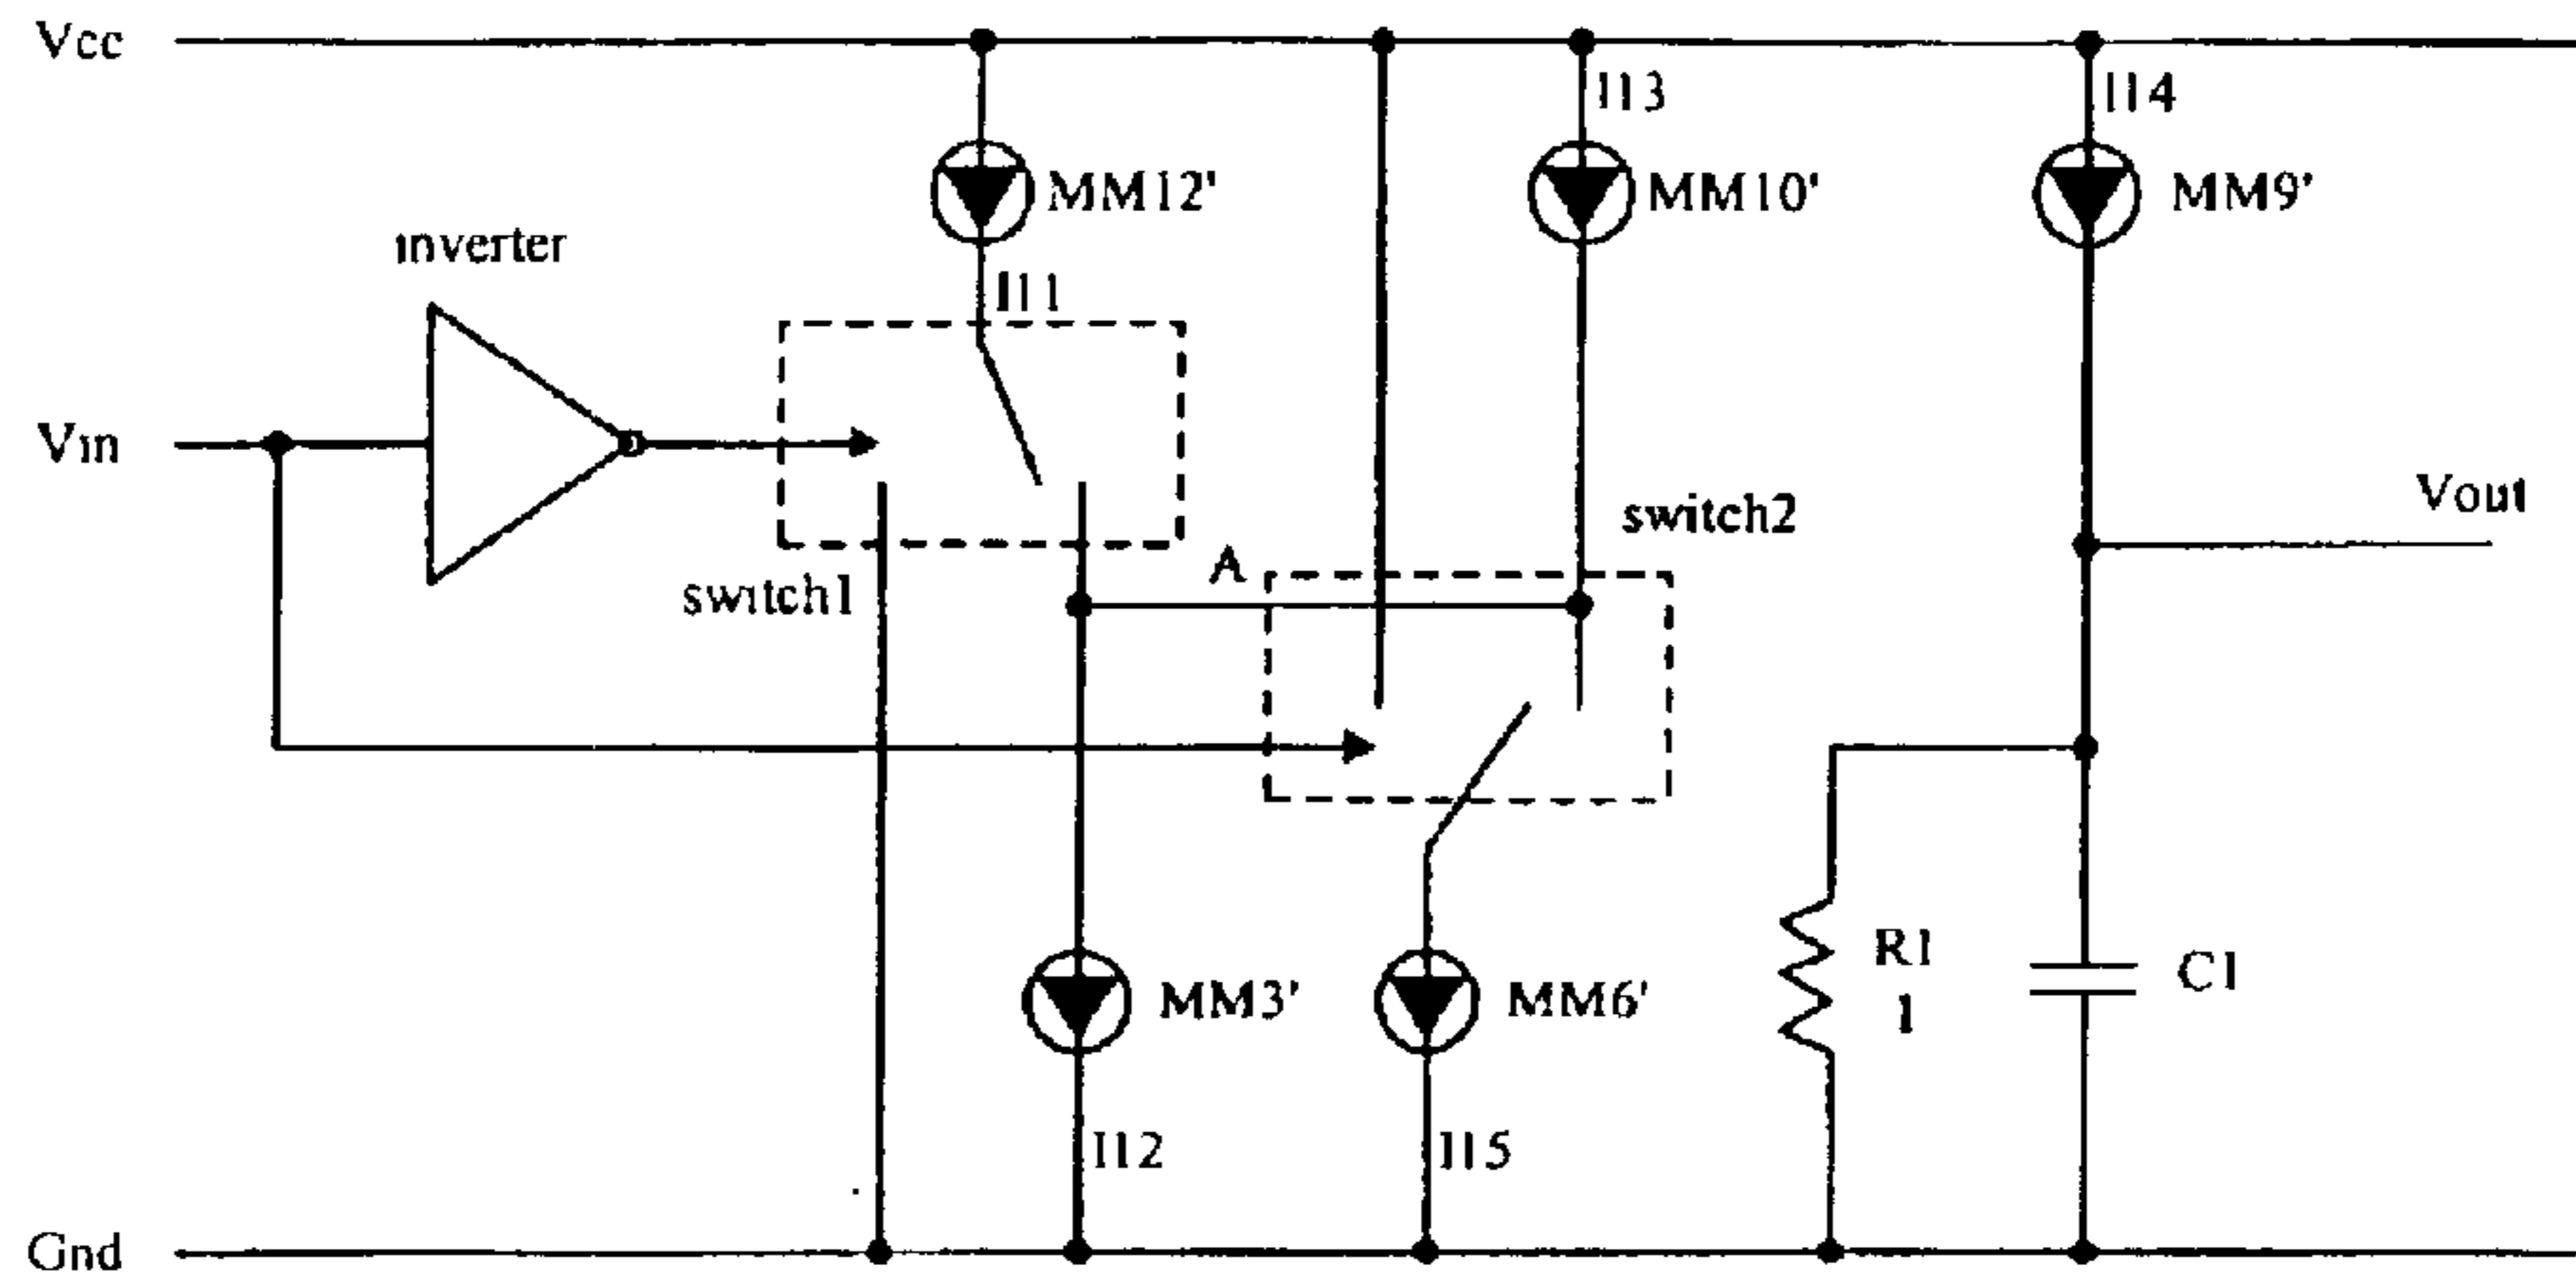 Vcc
I13
I14
MM12'
MM10'
MM9'
inverter
I11
Vin
Vout
switch2
A
switch1
R1
1
C1
MM3'
MM6'
I12
I15
Gnd